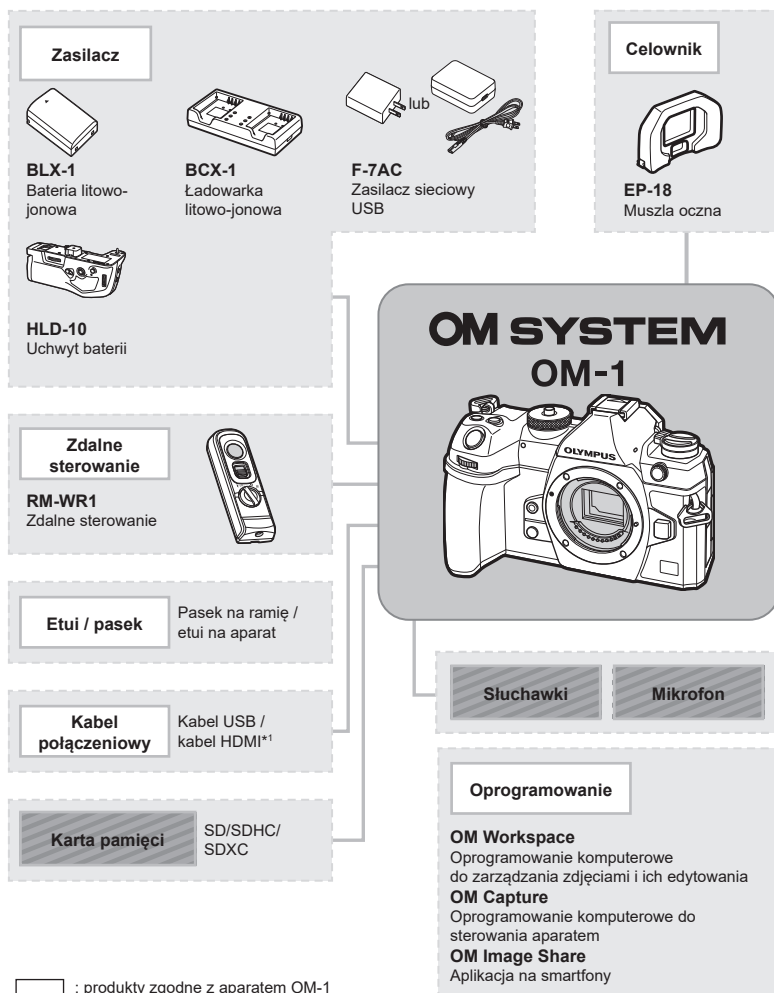 Zasilacz
lub
BLX-1
Bateria litowo-
jonowa
BCX-1
Ładowarka
litowo-jonowa
F-7AC
Zasilacz sieciowy
USB
HLD-10
Uchwyt baterii
Celownik
EP-18
Muszla oczna
OM SYSTEM
OM-1
OLYMPUS
Zdalne
sterowanie
RM-WR1
Zdalne sterowanie
Etui / pasek
Pasek na ramię /
etui na aparat
Kabel
połączeniowy
Kabel USB /
kabel HDMI*1
Karta pamięci
SD/SDHC/
SDXC
Słuchawki
Mikrofon
Oprogramowanie
OM Workspace
Oprogramowanie komputerowe
do zarządzania zdjęciami i ich edytowania
OM Capture
Oprogramowanie komputerowe do
sterowania aparatem
OM Image Share
Aplikacja na smartfony
: produkty zgodne z aparatem OM-1